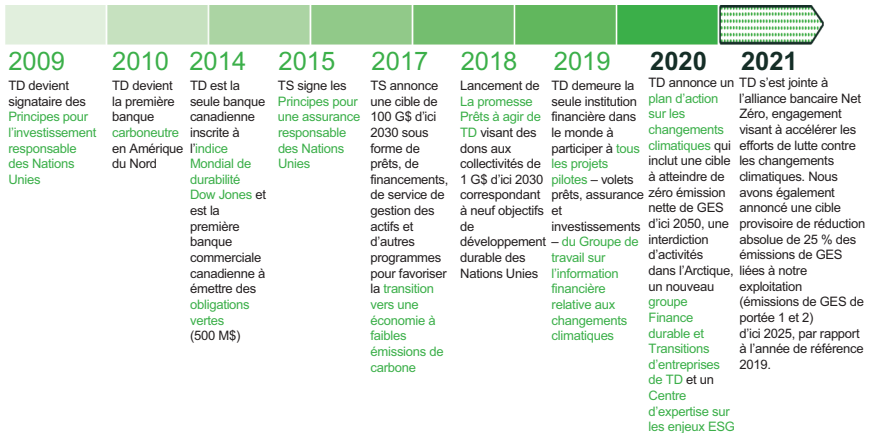 2009
TD devient
signataire des
Principes pour
l’investissement
responsable
des Nations
Unies
2010
TD devient
la première
banque
carboneutre
en Amérique
du Nord
2014
TD est la
seule banque
canadienne
inscrite à
l’indice
Mondial de
durabilité
Dow Jones et
est la
première
banque
commerciale
canadienne à
émettre des
obligations
vertes
(500 M$)
2015
TS signe les
Principes pour
une assurance
responsable
des Nations
Unies
2017
TS annonce
une cible de
100 G$ d’ici
2030 sous
forme de
prêts, de
financements,
de service de
gestion des
actifs et
d’autres
programmes
pour favoriser
la transition
vers une
économie à
faibles
émissions de
carbone
2018
Lancement de
La promesse
Prêts à agir de
TD visant des
dons aux
collectivités de
1 G$ d’ici 2030
correspondant
à neuf objectifs
de
développement
durable des
Nations Unies
2019
TD demeure la
seule institution
financière dans
le monde à
participer à tous
les projets
pilotes – volets
prêts, assurance
et
investissements
– du Groupe de
travail sur
l’information
financière
relative aux
changements
climatiques
2020
TD annonce un
plan d’action
sur les
changements
climatiques qui
inclut une cible
à atteindre de
zéro émission
nette de GES
d’ici 2050, une
interdiction
d’activités
dans l’Arctique,
un nouveau
groupe
Finance
durable et
Transitions
d’entreprises
de TD et un
Centre
d’expertise sur
les enjeux ESG
2021
TD s’est jointe à
l’alliance bancaire Net
Zéro, engagement
visant à accélérer les
efforts de lutte contre
les changements
climatiques. Nous
avons également
annoncé une cible
provisoire de réduction
absolue de 25 % des
émissions de GES
liées à notre
exploitation
(émissions de GES de
portée 1 et 2)
d’ici 2025, par rapport
à l’année de référence
2019.